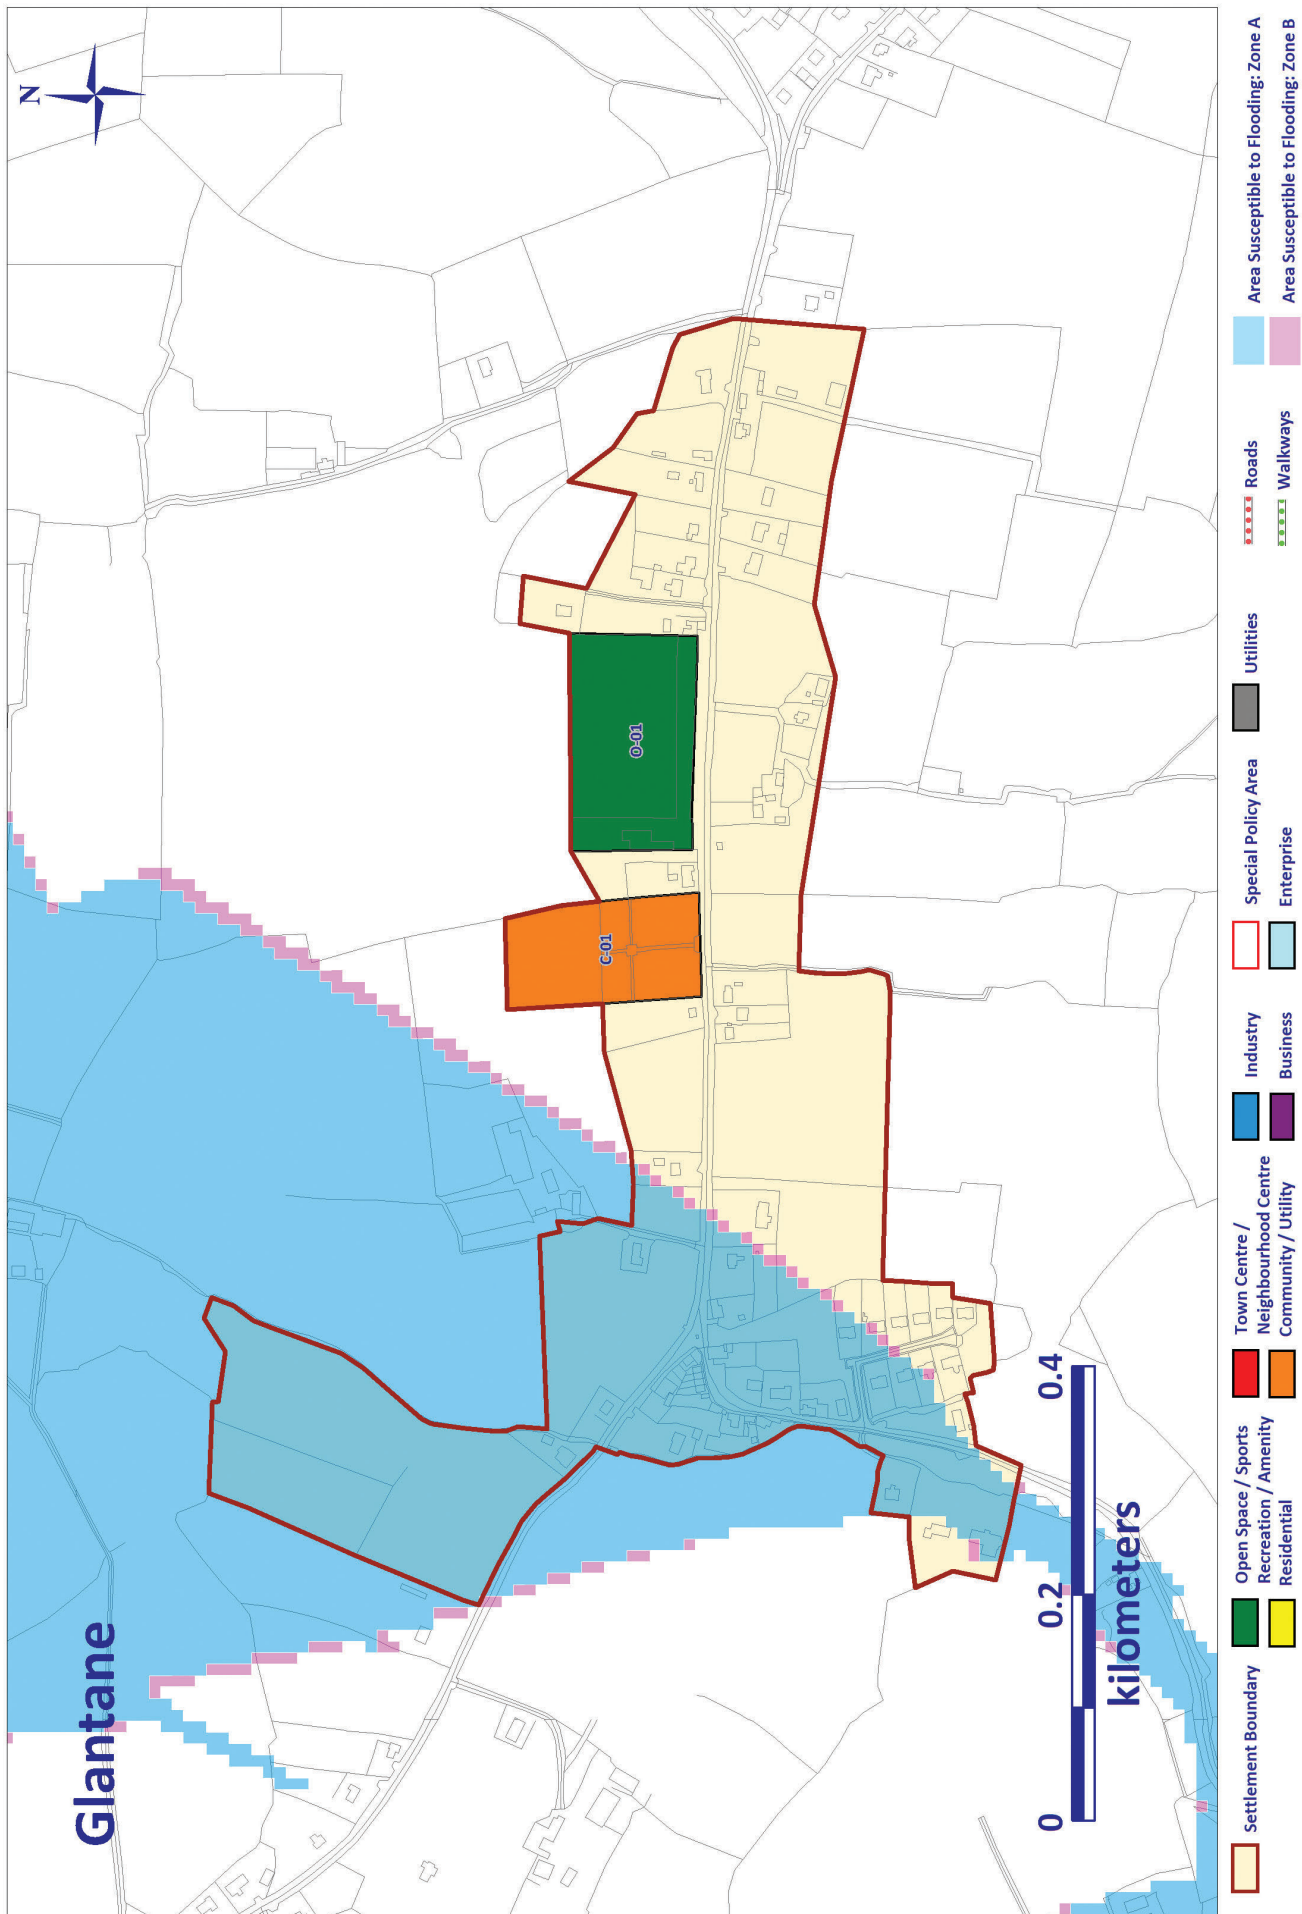 Glantane
N
O-01
C-01
0 0.2 0.4
kilometers
Settlement Boundary
Open Space / Sports
Recreation / Amenity
Residential
Town Centre /
Neighbourhood Centre
Community / Utility
Industry
Business
Special Policy Area
Enterprise
Utilities
Roads
Walkways
Area Susceptible to Flooding: Zone A
Area Susceptible to Flooding: Zone B